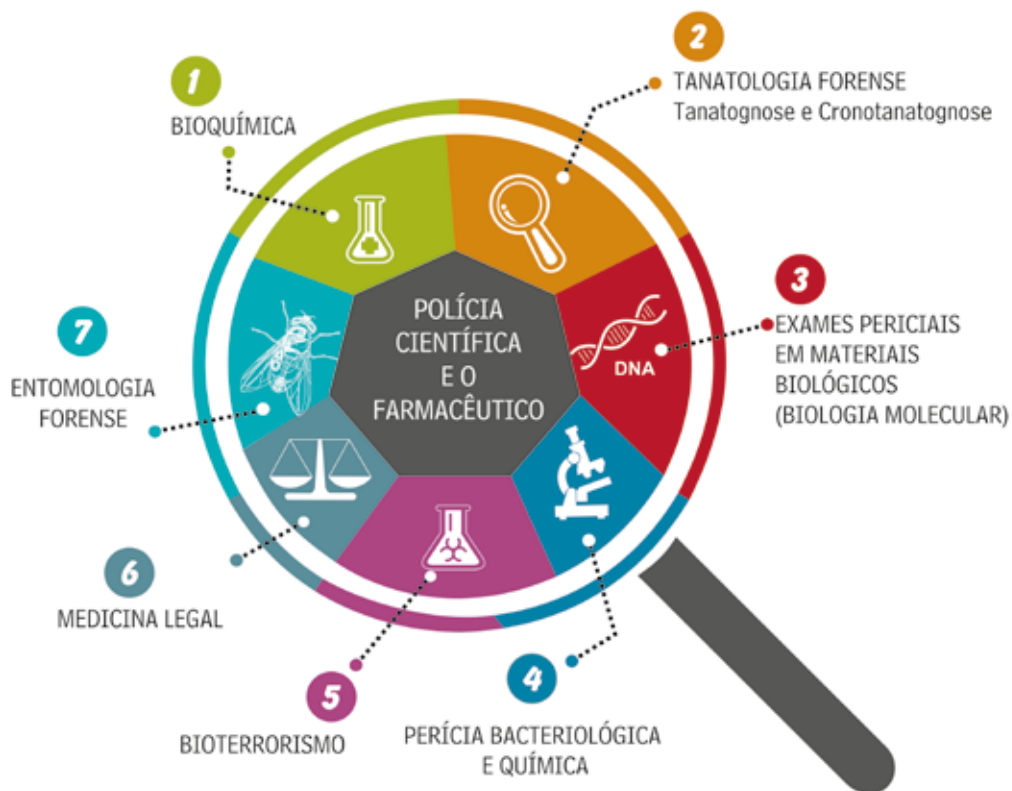 1
BIOQUÍMICA
2
TANATOLOGIA FORENSE
Tanatognose e Cronotanatognose
3
EXAMES PERICIAIS
EM MATERIAIS
BIOLÓGICOS
(BIOLOGIA MOLECULAR)
DNA
4
PERÍCIA BACTERIOLÓGICA
E QUÍMICA
5
BIOTERRORISMO
6
MEDICINA LEGAL
7
ENTOMOLOGIA
FORENSE
POLÍCIA
CIENTÍFICA
E O
FARMACÊUTICO